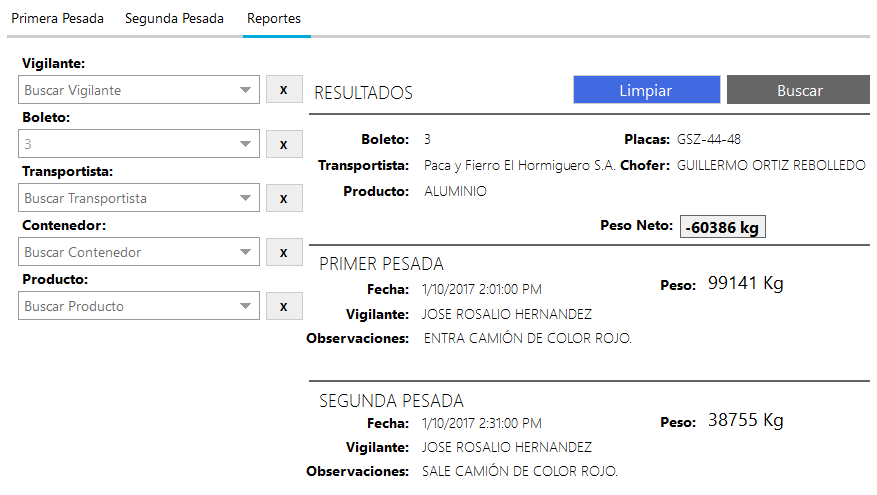 Primera Pesada Segunda Pesada Reportes
Vigilante:
Buscar Vigilante x
Boleto:
3 x
Transportista:
Buscar Transportista x
Contenedor:
Buscar Contenedor x
Producto:
Buscar Producto x
RESULTADOS Limpiar Buscar
Boleto: 3 Placas: GSZ-44-48
Transportista: Paca y Fierro El Hormiguero S.A. Chofer: GUILLERMO ORTIZ REBOLLEDO
Producto: ALUMINIO
Peso Neto: -60386 kg
PRIMER PESADA
Fecha: 1/10/2017 2:01:00 PM Peso: 99141 Kg
Vigilante: JOSE ROSALIO HERNANDEZ
Observaciones: ENTRA CAMIÓN DE COLOR ROJO.
SEGUNDA PESADA
Fecha: 1/10/2017 2:31:00 PM Peso: 38755 Kg
Vigilante: JOSE ROSALIO HERNANDEZ
Observaciones: SALE CAMIÓN DE COLOR ROJO.